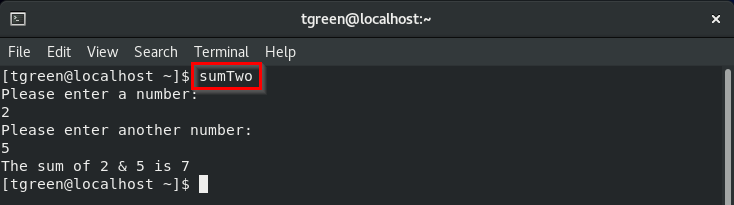 tgreen@localhost:~
File Edit View Search Terminal Help
[tgreen@localhost ~]$ sumTwo
Please enter a number:
2
Please enter another number:
5
The sum of 2 & 5 is 7
[tgreen@localhost ~]$